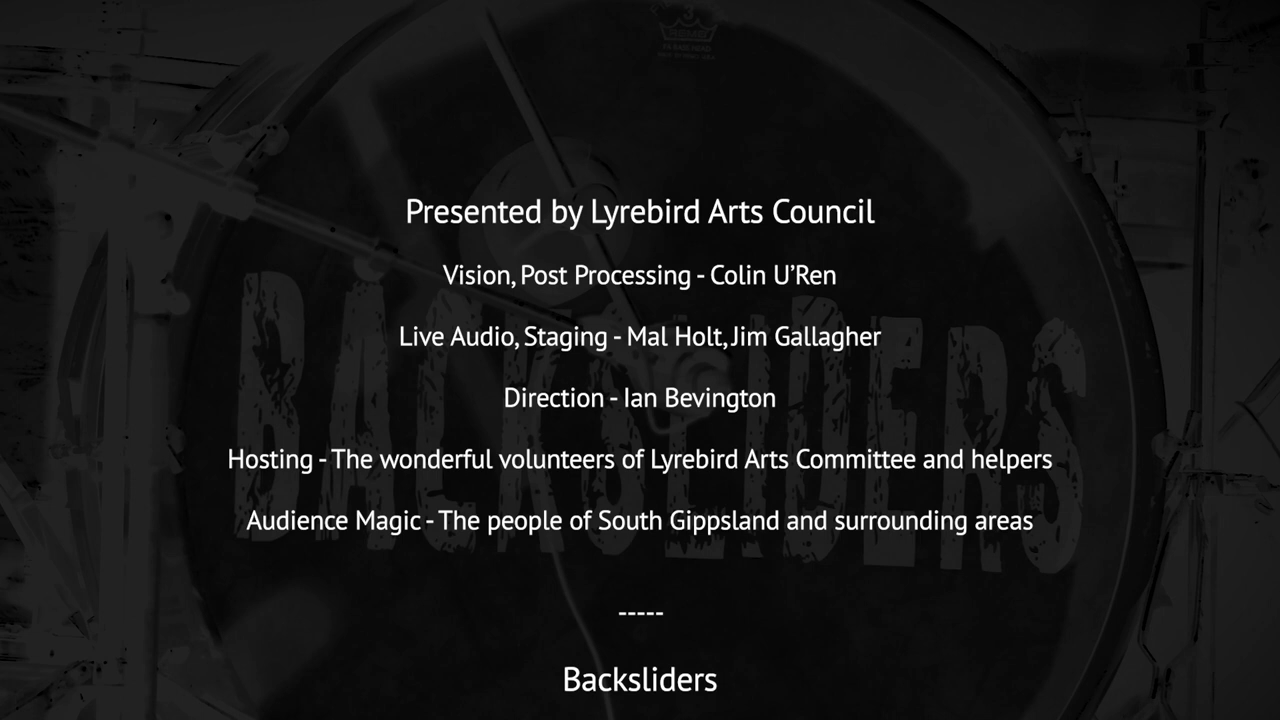 Presented by Lyrebird Arts Council
Vision, Post Processing - Colin U’Ren
Live Audio, Staging - Mal Holt, Jim Gallagher
Direction - Ian Bevington
BACKSLIDERS
Hosting - The wonderful volunteers of Lyrebird Arts Committee and helpers
Audience Magic - The people of South Gippsland and surrounding areas
-----
Backsliders